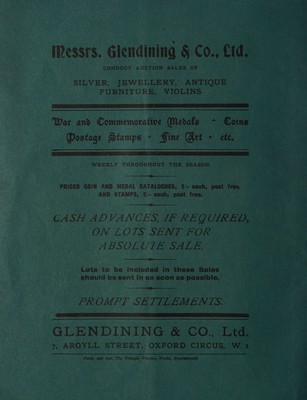 Messrs. Glendining & Co., Ltd.
CONDUCT AUCTION SALES OF
SILVER, JEWELLERY, ANTIQUE
FURNITURE, VIOLINS
War and Commemorative Medals - Coins
Postage Stamps - Fine Art - etc.
WEEKLY THROUGHOUT THE SEASON
PRICED COIN AND MEDAL CATALOGUES, 1/- each, post free.
AND STAMPS, each, post free.
CASH ADVANCES, IF REQUIRED,
ON LOTS SENT FOR
ABSOLUTE SALE.
Lots to be included in these Sales
should be sent in as soon as possible.
PROMPT SETTLEMENTS.
GLENDINING & CO., Ltd.
7, ARGYLL STREET, OXFORD CIRCUS, W. 1